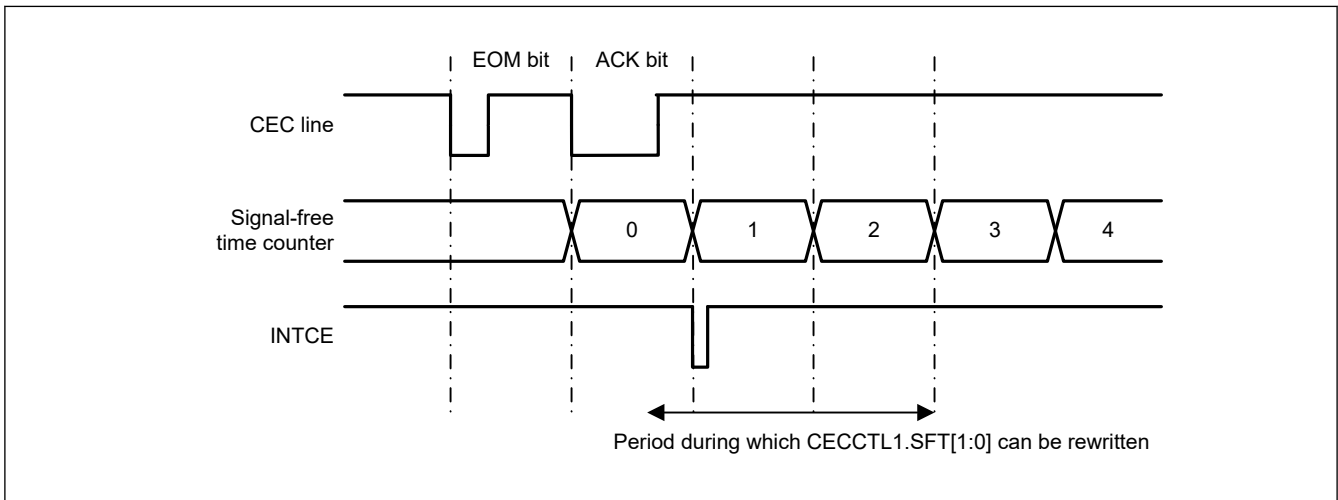 EOM bit
ACK bit
CEC line
Signal-free
time counter
0
1
2
3
4
INTCE
Period during which CECCTL1.SFT[1:0] can be rewritten